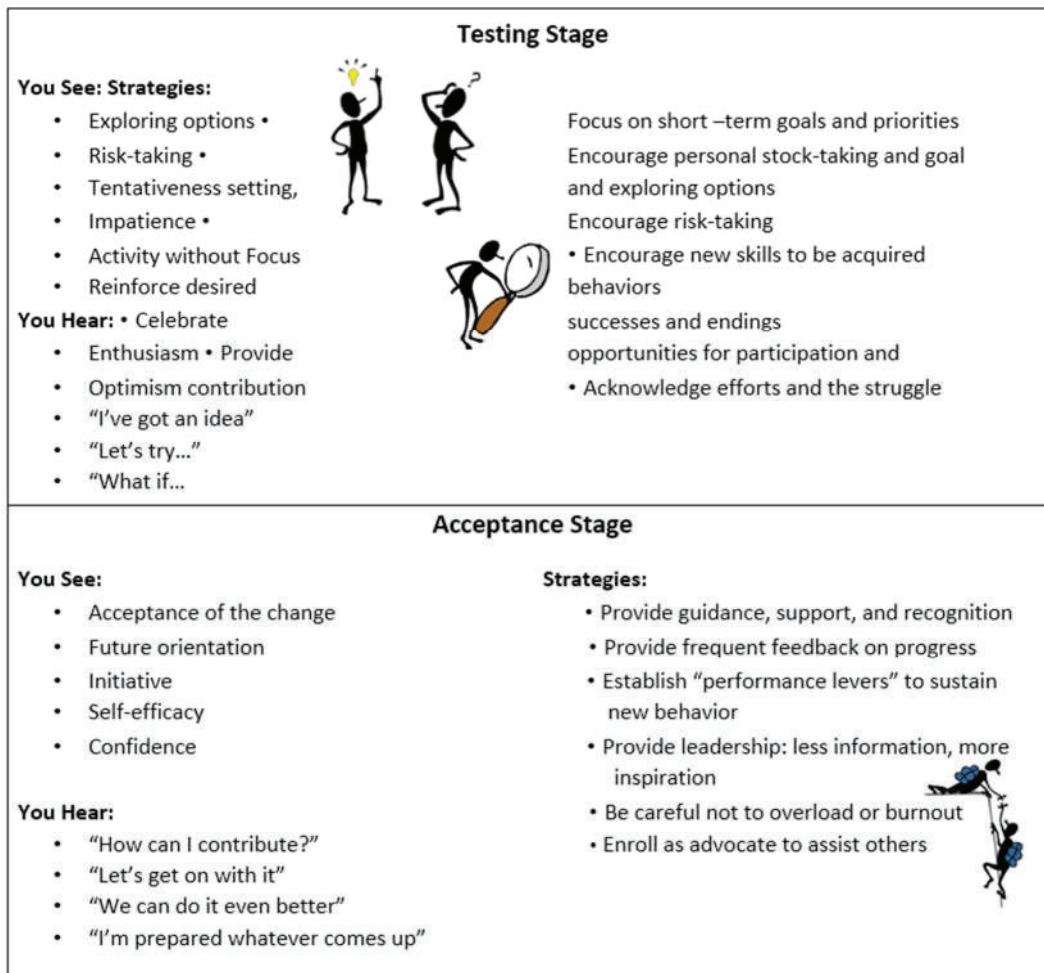 Testing Stage
You See: Strategies:
• Exploring options •
• Risk-taking •
• Tentativeness setting,
• Impatience •
• Activity without Focus
• Reinforce desired
You Hear: • Celebrate
• Enthusiasm • Provide
• Optimism contribution
• “I’ve got an idea”
• “Let’s try…”
• “What if…
?
Focus on short –term goals and priorities
Encourage personal stock-taking and goal
and exploring options
Encourage risk-taking
• Encourage new skills to be acquired
behaviors
successes and endings
opportunities for participation and
• Acknowledge efforts and the struggle
Acceptance Stage
You See:
• Acceptance of the change
• Future orientation
• Initiative
• Self-efficacy
• Confidence
You Hear:
• “How can I contribute?”
• “Let’s get on with it”
• “We can do it even better”
• “I’m prepared whatever comes up”
Strategies:
• Provide guidance, support, and recognition
• Provide frequent feedback on progress
• Establish “performance levers” to sustain
new behavior
• Provide leadership: less information, more
inspiration
• Be careful not to overload or burnout
• Enroll as advocate to assist others